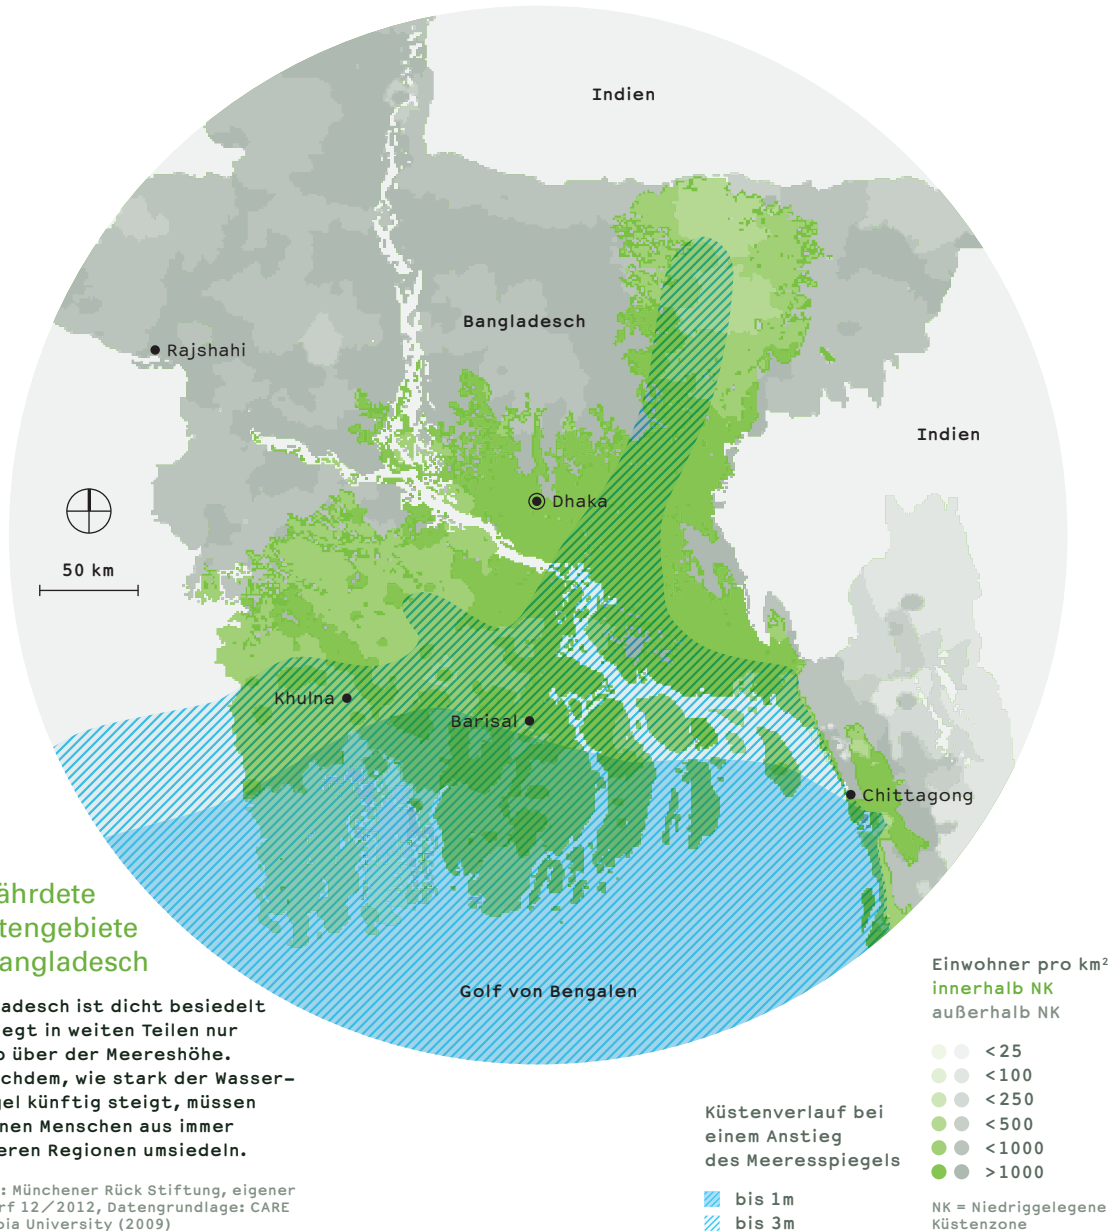 Indien
Bangladesch
Rajshahi
Indien
Dhaka
50 km
Khulna
Barisal
Chittagong
Golf von Bengalen
ährdete
tengebiete
angladesch
adesch ist dicht besiedelt
egt in weiten Teilen nur
über der Meereshöhe.
chdem, wie stark der Wasser-
gel künftig steigt, müssen
nen Menschen aus immer
eren Regionen umsiedeln.
: Münchener Rück Stiftung, eigener
rf 12/2012, Datengrundlage: CARE
bia University (2009)
Küstenverlauf bei
einem Anstieg
des Meeresspiegels
bis 1m
bis 3m
Einwohner pro km²
innerhalb NK
außerhalb NK
<25
<100
<250
<500
<1000
>1000
NK = Niedriggelegene
Küstenzone